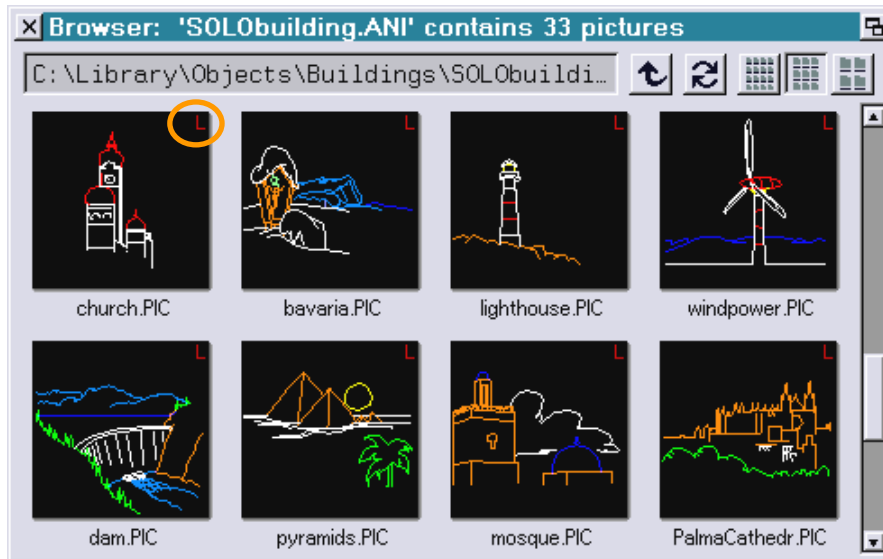 Browser: 'SOLObuilding.ANI' contains 33 pictures
C:\Library\Objects\Buildings\SOLObuildi...
L L L L
church.PIC bavaria.PIC lighthouse.PIC windpower.PIC
L L L L
dam.PIC pyramids.PIC mosque.PIC PalmaCathedr.PIC